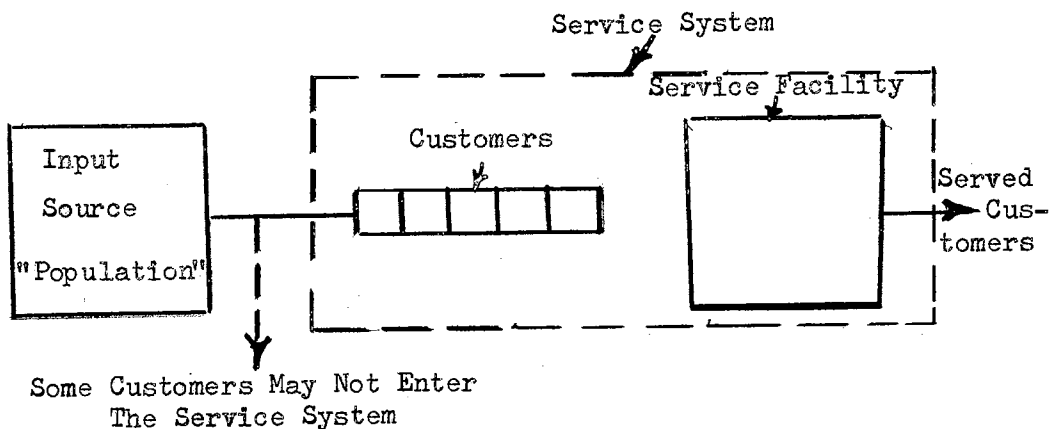 Service System
Service Facility
Customers
Input
Source
"Population"
Served
Cus-
tomers
Some Customers May Not Enter
The Service System